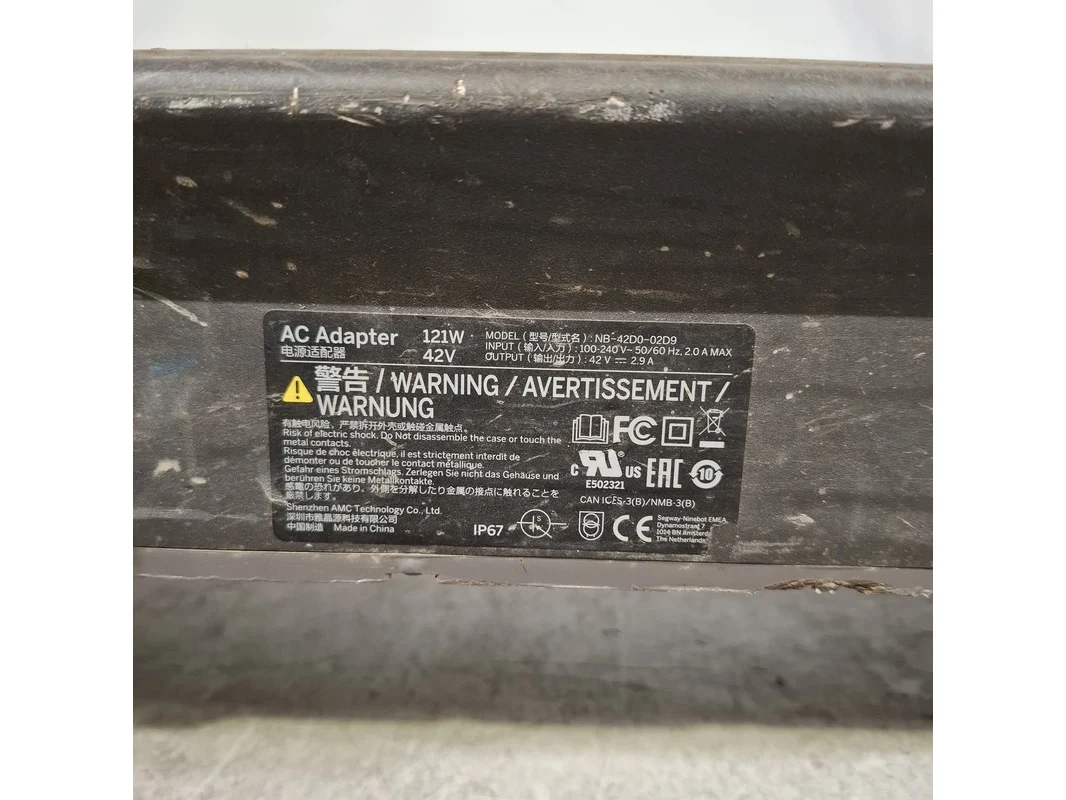 AC Adapter 121W
电源适配器 42V
MODEL（型号/型式名）: NB-42D0-02D9
INPUT（输入/入力）: 100-240 V~ 50/60 Hz, 2.0 A MAX
OUTPUT（输出/出力）: 42 V ⎓ 2.9 A
警告 / WARNING / AVERTISSEMENT /
WARNUNG
有触电风险，严禁拆开外壳或触碰金属触点。
Risk of electric shock. Do not disassemble the case or touch the
metal contacts.
Risque de choc électrique, il est strictement interdit de
démonter ou de toucher le contact métallique.
Gefahr eines Stromschlags. Zerlegen Sie nicht das Gehäuse und
berühren Sie keine Metallkontakte.
感電の恐れがあり、外側を分解したり金属の接点に触れることを
厳禁します。
Shenzhen AMC Technology Co., Ltd.
深圳市雅晶源科技有限公司
中国制造 Made in China
FC
c UR ® US EAC 10
E502321
CAN ICES-3(B)/NMB-3(B)
IP67 S CE
Segway-Ninebot EMEA
Dynamostraat 7
1014 BN Amsterd
The Netherlands